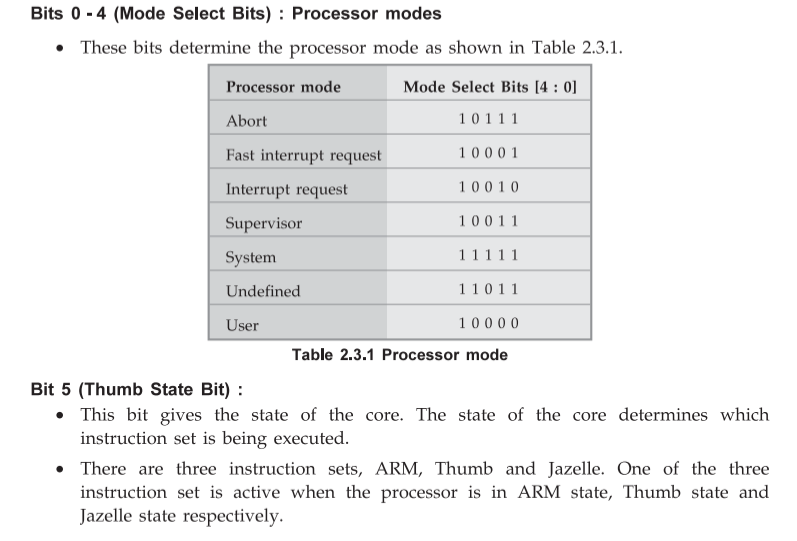 Bits 0 - 4 (Mode Select Bits) : Processor modes
• These bits determine the processor mode as shown in Table 2.3.1.
Processor mode Mode Select Bits [4 : 0]
Abort 1 0 1 1 1
Fast interrupt request 1 0 0 0 1
Interrupt request 1 0 0 1 0
Supervisor 1 0 0 1 1
System 1 1 1 1 1
Undefined 1 1 0 1 1
User 1 0 0 0 0
Table 2.3.1 Processor mode
Bit 5 (Thumb State Bit) :
• This bit gives the state of the core. The state of the core determines which
instruction set is being executed.
• There are three instruction sets, ARM, Thumb and Jazelle. One of the three
instruction set is active when the processor is in ARM state, Thumb state and
Jazelle state respectively.